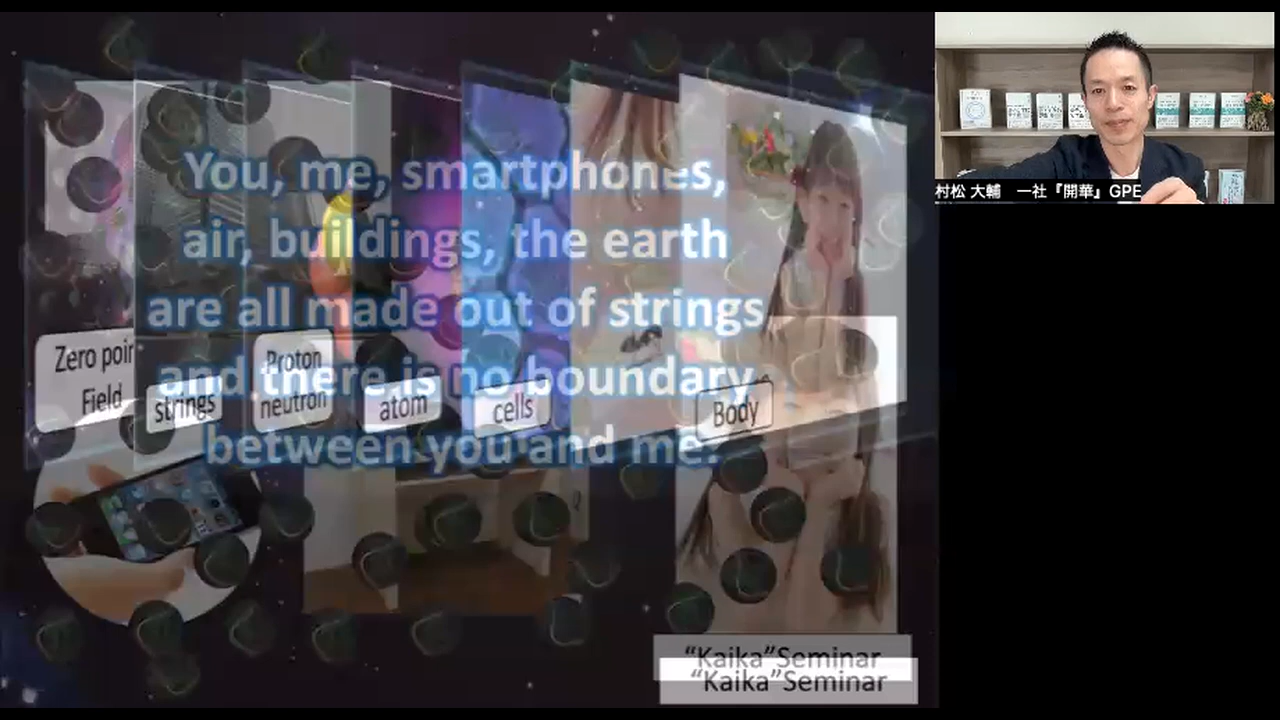 You, me, smartphones,
air, buildings, the earth
are all made out of strings
and there is no boundary
between you and me.
Zero poin
Field
strings
Proton
neutron
atom
cells
Body
"Kaika"Seminar
"Kaika"Seminar
村松 大輔 一社『開華』GPE